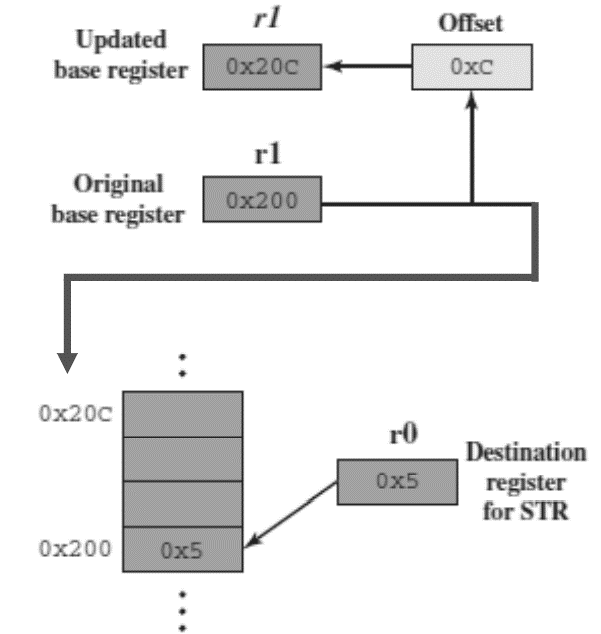 r1
Offset
Updated
base register
0x20C
0xC
r1
Original
base register
0x200
0x20C
r0
0x5
Destination
register
for STR
0x200
0x5